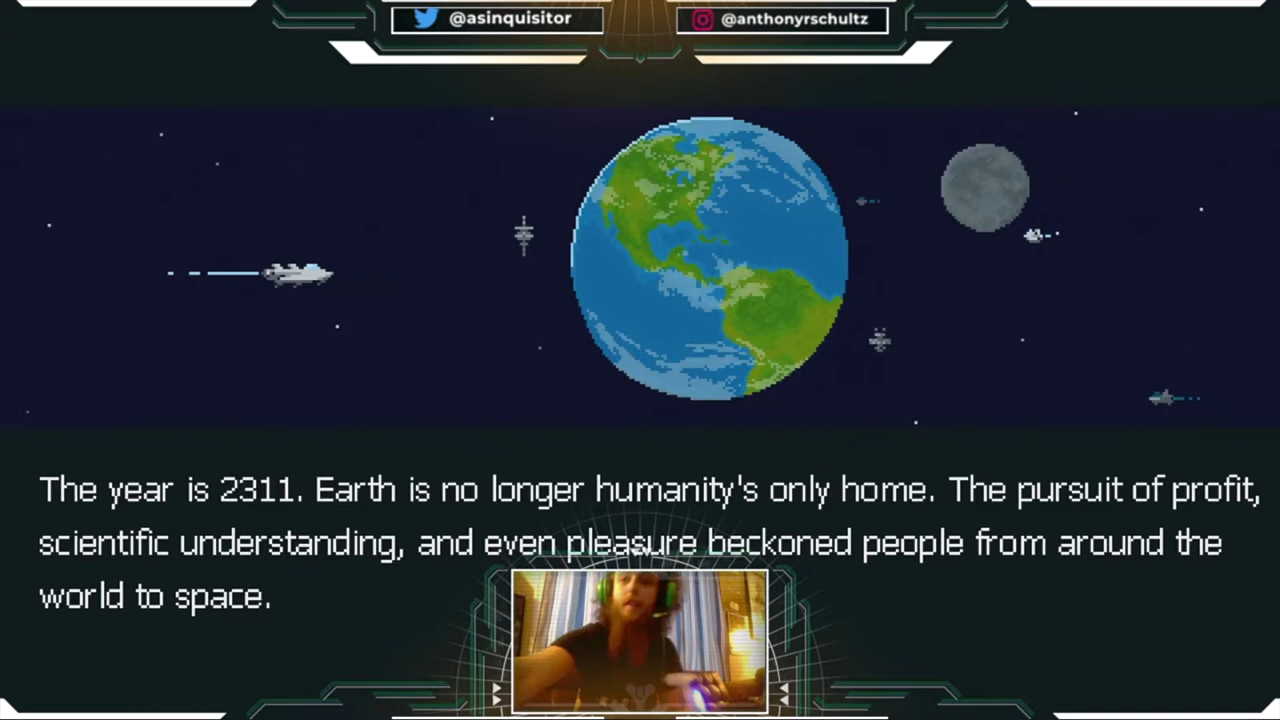 @asinquisitor
@anthonyrschultz
The year is 2311. Earth is no longer humanity's only home. The pursuit of profit,
scientific understanding, and even pleasure beckoned people from around the
world to space.